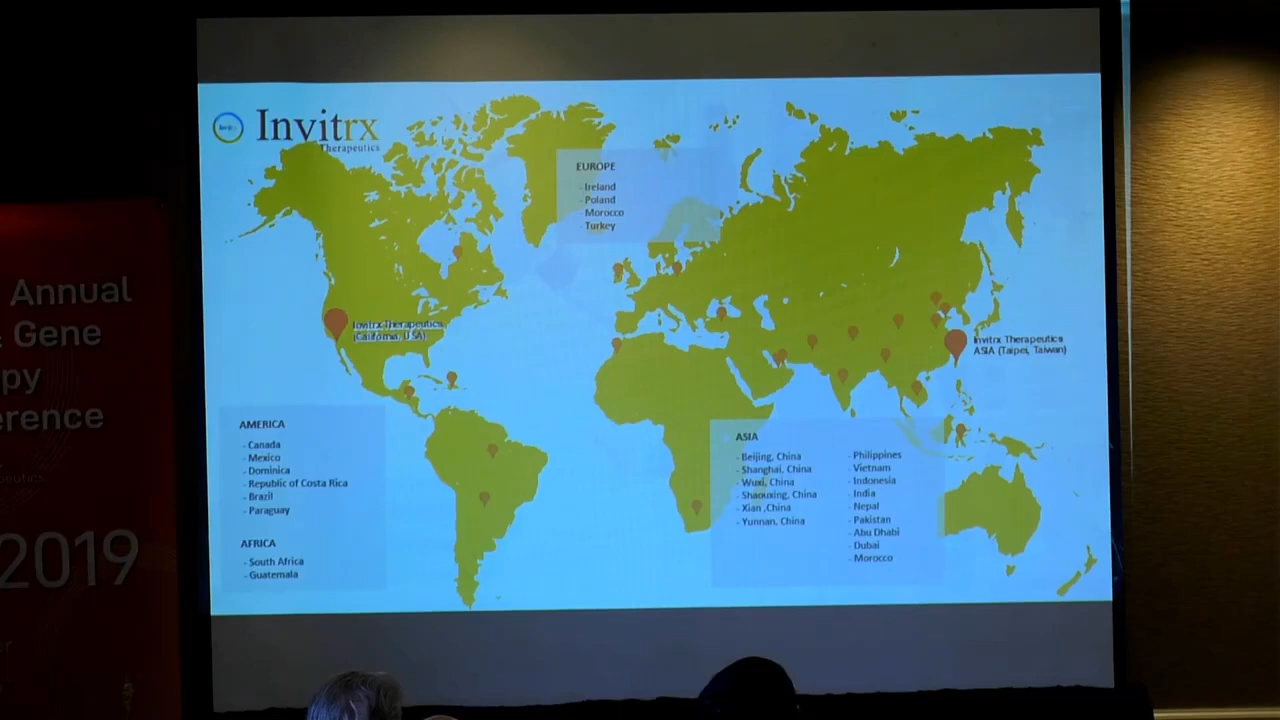 Invitrx
Therapeutics
EUROPE
- Ireland
- Poland
- Morocco
- Turkey
Invitrx Therapeutics
(California, USA)
Invitrx Therapeutics
ASIA (Taipei, Taiwan)
AMERICA
- Canada
- Mexico
- Dominica
- Republic of Costa Rica
- Brazil
- Paraguay
AFRICA
- South Africa
- Guatemala
ASIA
- Beijing, China
- Shanghai, China
- Wuxi, China
- Shaouxing, China
- Xian ,China
- Yunnan, China
- Philippines
- Vietnam
- Indonesia
- India
- Nepal
- Pakistan
- Abu Dhabi
- Dubai
- Morocco
Annual
& Gene
py
erence
2019